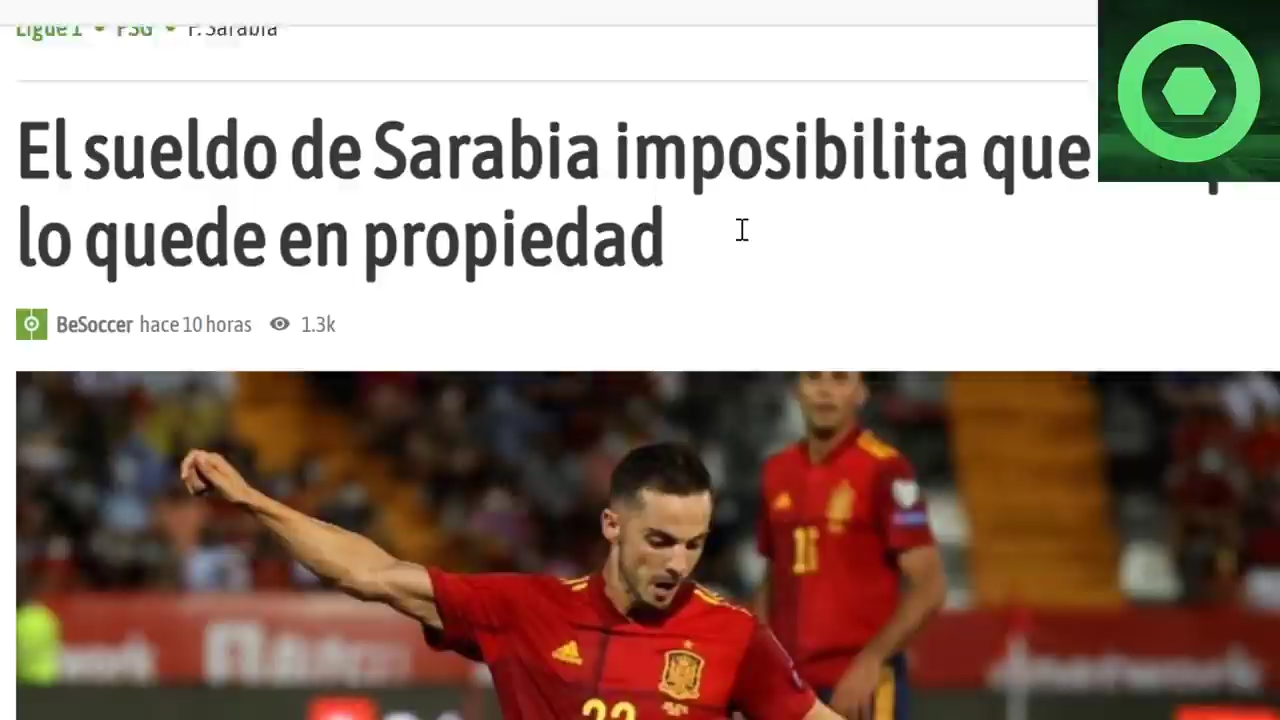 Ligue 1 • PSG • P. Sarabia
El sueldo de Sarabia imposibilita que
lo quede en propiedad
BeSoccer hace 10 horas 1.3k
22